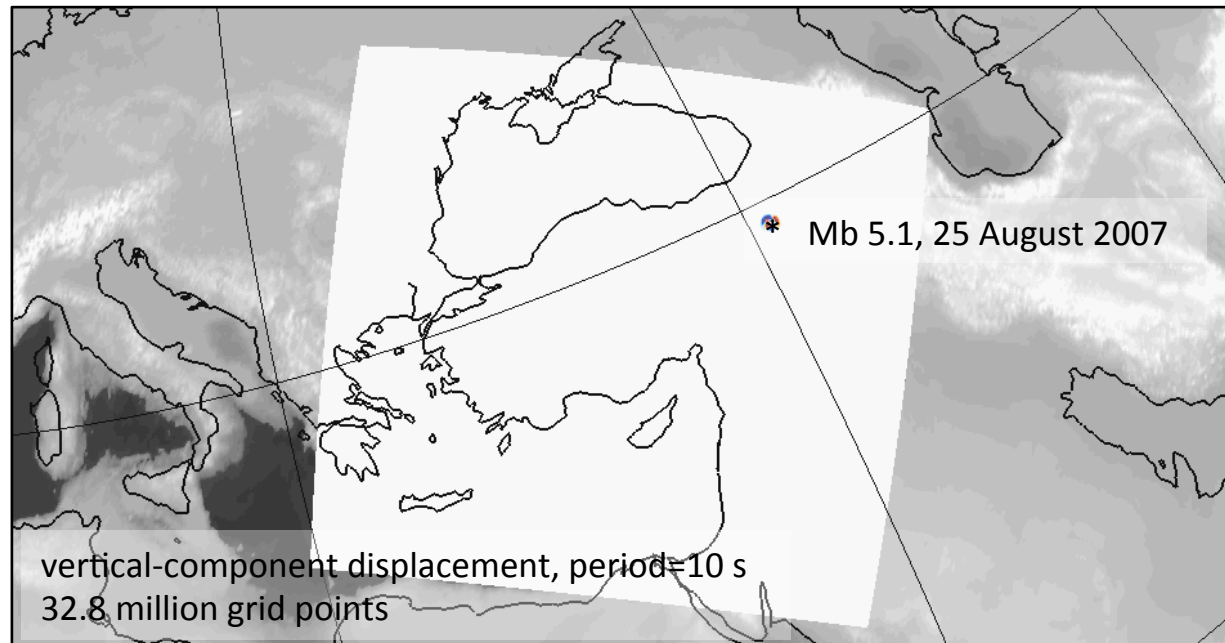 Mb 5.1, 25 August 2007
vertical-component displacement, period=10 s
32.8 million grid points